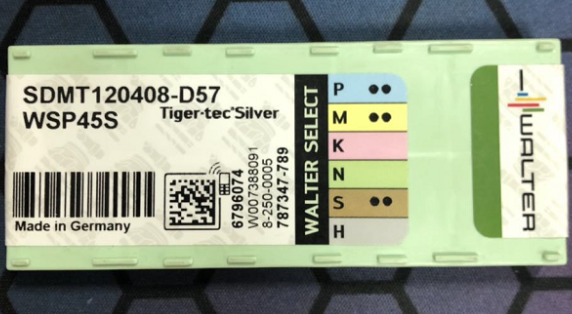 SDMT120408-D57
WSP45S Tiger·tec®Silver
Made in Germany
6796074
W007388091
8-250-0005
787347-789
WALTER SELECT
P ●●
M ●●
K
N
S ●●
H
WALTER